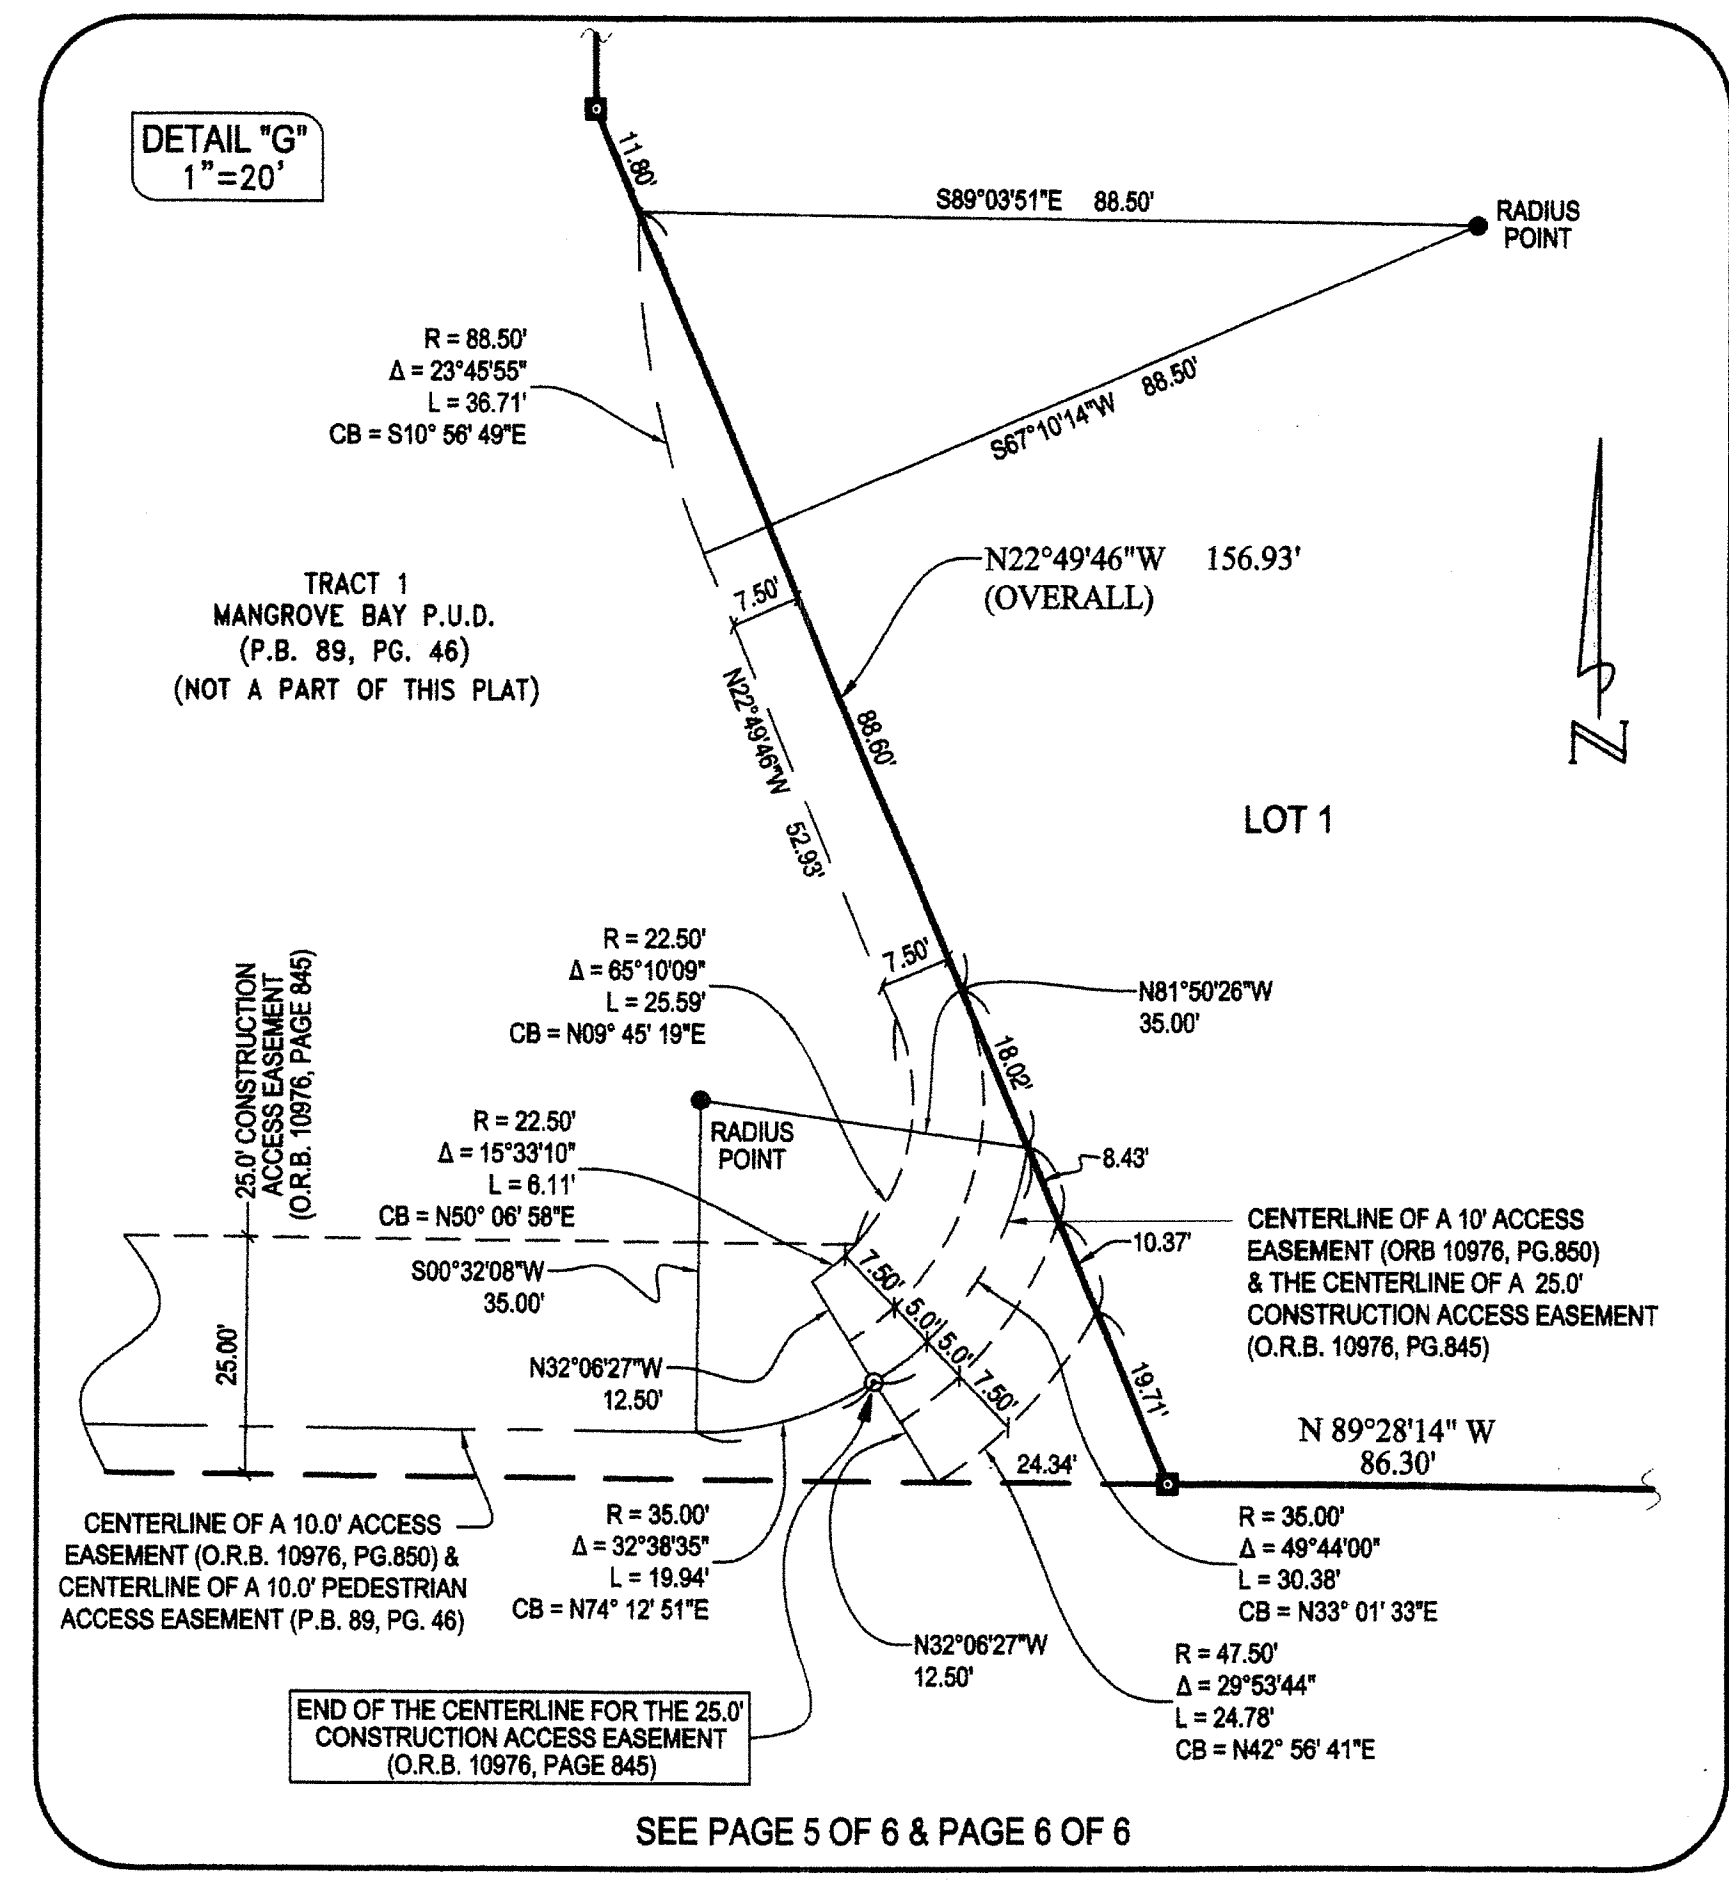 DETAIL "G"
1"=20'
11.80'
S89°03'51"E 88.50'
RADIUS
POINT
R = 88.50'
Δ = 23°45'55"
L = 36.71'
CB = S10° 56' 49"E
S67°10'14"W 88.50'
N22°49'46"W 156.93'
(OVERALL)
TRACT 1
MANGROVE BAY P.U.D.
(P.B. 89, PG. 46)
(NOT A PART OF THIS PLAT)
7.50'
N22°49'46"W 52.93'
88.60'
N
LOT 1
R = 22.50'
Δ = 65°10'09"
L = 25.59'
CB = N09° 45' 19"E
7.50'
N81°50'26"W
35.00'
25.0' CONSTRUCTION
ACCESS EASEMENT
(O.R.B. 10976, PAGE 845)
18.02'
R = 22.50'
Δ = 15°33'10"
L = 6.11'
CB = N50° 06' 58"E
RADIUS
POINT
8.43'
10.37'
CENTERLINE OF A 10' ACCESS
EASEMENT (ORB 10976, PG.850)
& THE CENTERLINE OF A 25.0'
CONSTRUCTION ACCESS EASEMENT
(O.R.B. 10976, PG.845)
S00°32'08"W
35.00'
7.50'
5.0'
5.0'
7.50'
25.00'
N32°06'27"W
12.50'
19.71'
N 89°28'14" W
86.30'
24.34'
CENTERLINE OF A 10.0' ACCESS
EASEMENT (O.R.B. 10976, PG.850) &
CENTERLINE OF A 10.0' PEDESTRIAN
ACCESS EASEMENT (P.B. 89, PG. 46)
R = 35.00'
Δ = 32°38'35"
L = 19.94'
CB = N74° 12' 51"E
R = 35.00'
Δ = 49°44'00"
L = 30.38'
CB = N33° 01' 33"E
N32°06'27"W
12.50'
R = 47.50'
Δ = 29°53'44"
L = 24.78'
CB = N42° 56' 41"E
END OF THE CENTERLINE FOR THE 25.0'
CONSTRUCTION ACCESS EASEMENT
(O.R.B. 10976, PAGE 845)
SEE PAGE 5 OF 6 & PAGE 6 OF 6